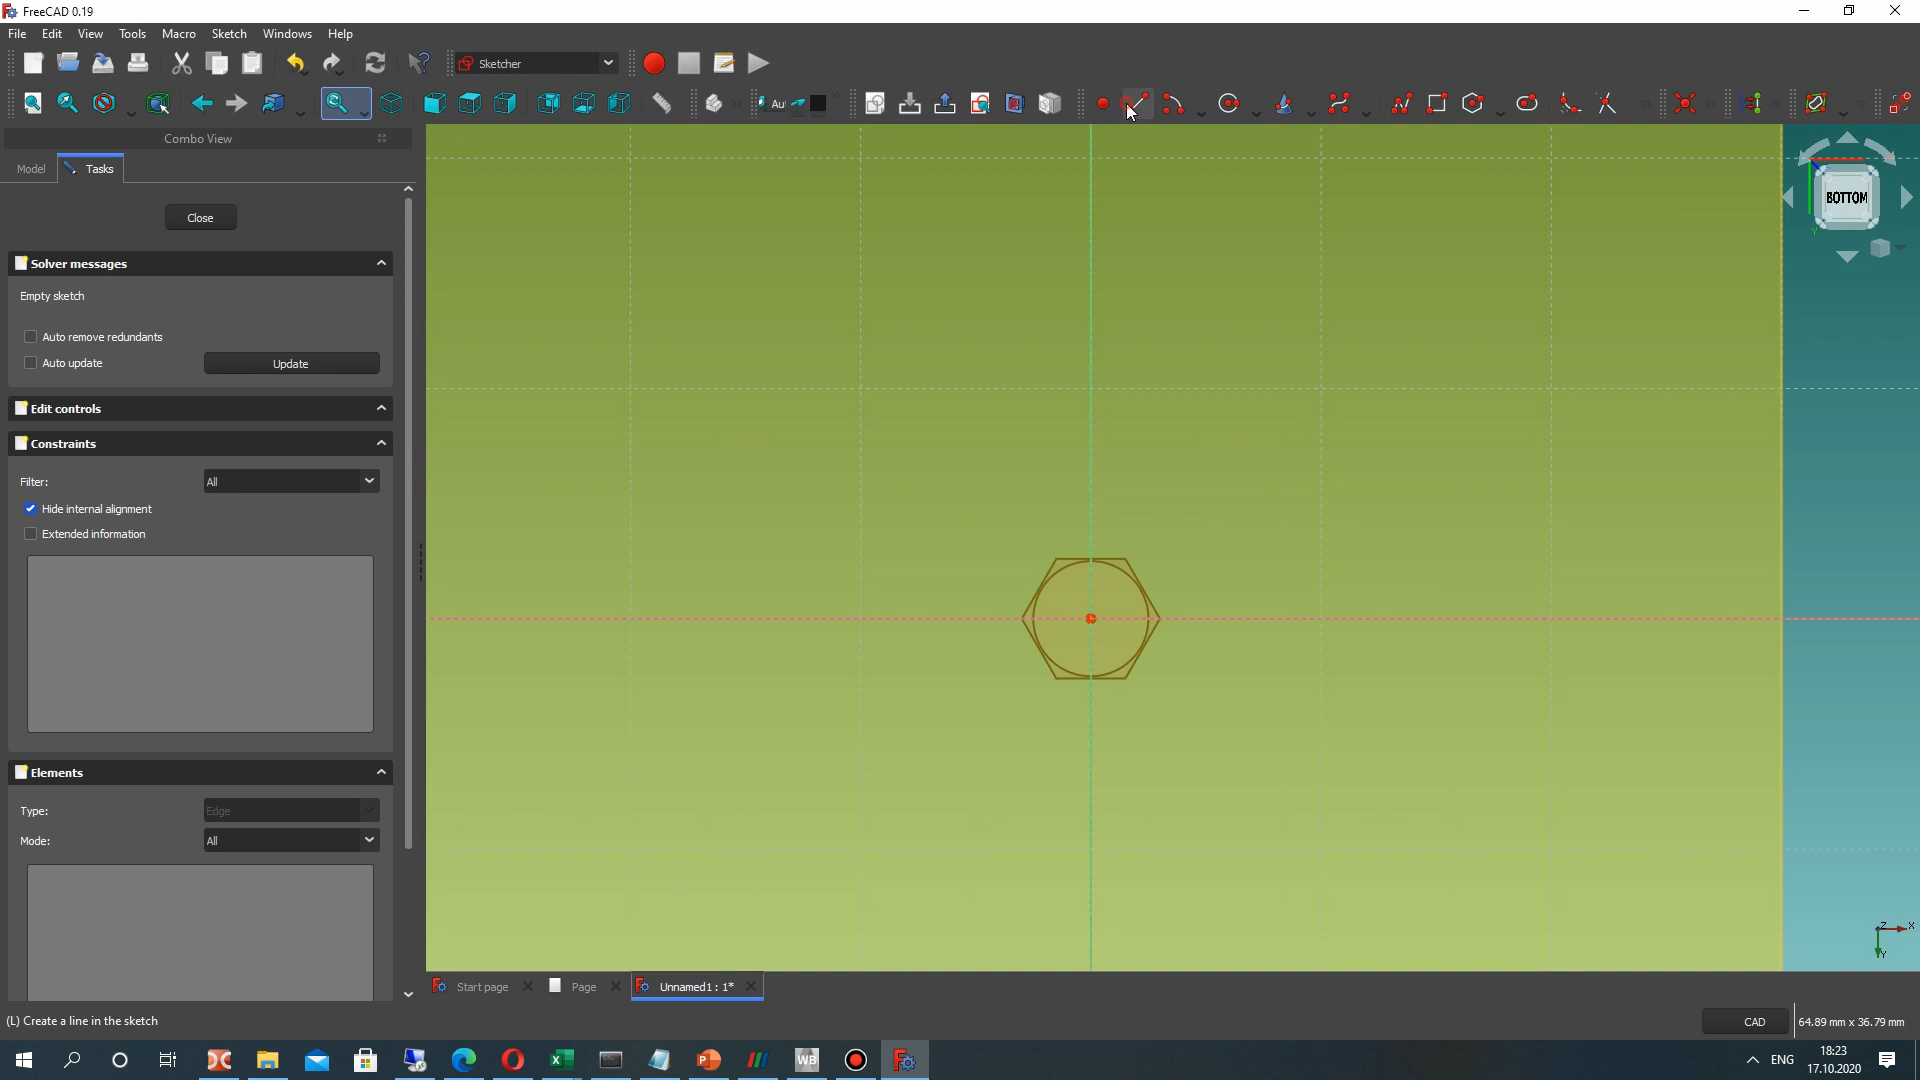 FreeCAD 0.19
File Edit View Tools Macro Sketch Windows Help
Sketcher
Combo View
Model Tasks
Close
Solver messages
Empty sketch
Auto remove redundants
Auto update Update
Edit controls
Constraints
Filter: All
Hide internal alignment
Extended information
Elements
Type: Edge
Mode: All
BOTTOM
Y
Z X
Y
Start page Page Unnamed1 : 1*
(L) Create a line in the sketch CAD 64.89 mm x 36.79 mm
WB ENG 18:23
17.10.2020